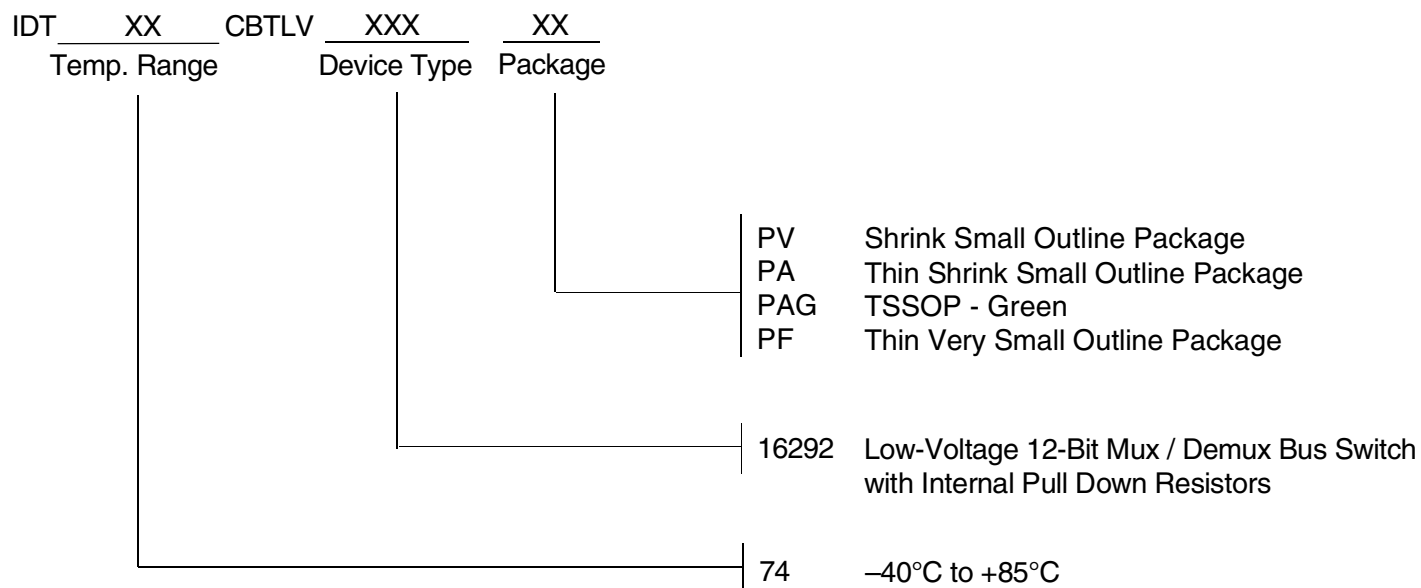 IDT XX CBTLV XXX XX
Temp. Range Device Type Package
PV Shrink Small Outline Package
PA Thin Shrink Small Outline Package
PAG TSSOP - Green
PF Thin Very Small Outline Package
16292 Low-Voltage 12-Bit Mux / Demux Bus Switch
with Internal Pull Down Resistors
74 –40°C to +85°C